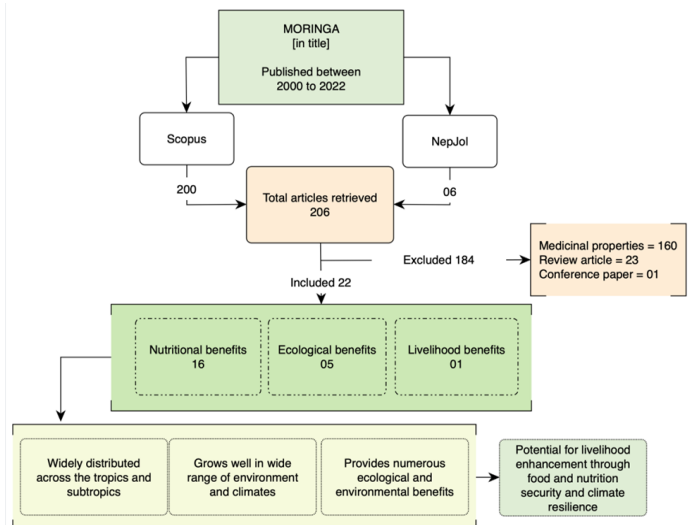 MORINGA
[in title]
Published between
2000 to 2022
Scopus
NepJol
200
06
Total articles retrieved
206
Excluded 184
Medicinal properties = 160
Review article = 23
Conference paper = 01
Included 22
Nutritional benefits
16
Ecological benefits
05
Livelihood benefits
01
Widely distributed
across the tropics and
subtropics
Grows well in wide
range of environment
and climates
Provides numerous
ecological and
environmental benefits
Potential for livelihood
enhancement through
food and nutrition
security and climate
resilience